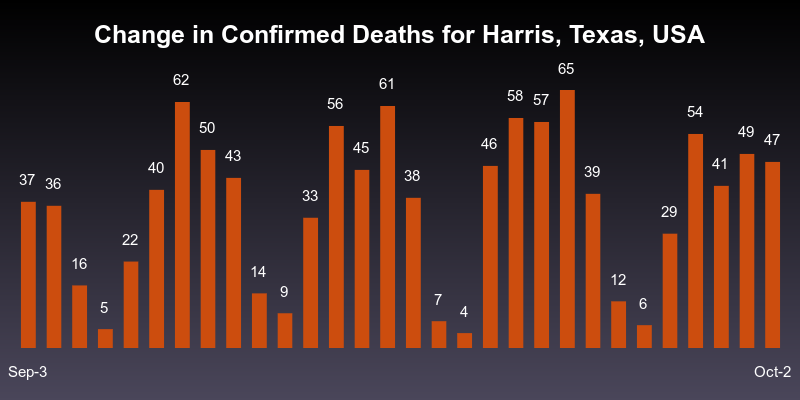 Change in Confirmed Deaths for Harris, Texas, USA
37 36 16 5 22 40 62 50 43 14 9 33 56 45 61 38 7 4 46 58 57 65 39 12 6 29 54 41 49 47
Sep-3 Oct-2